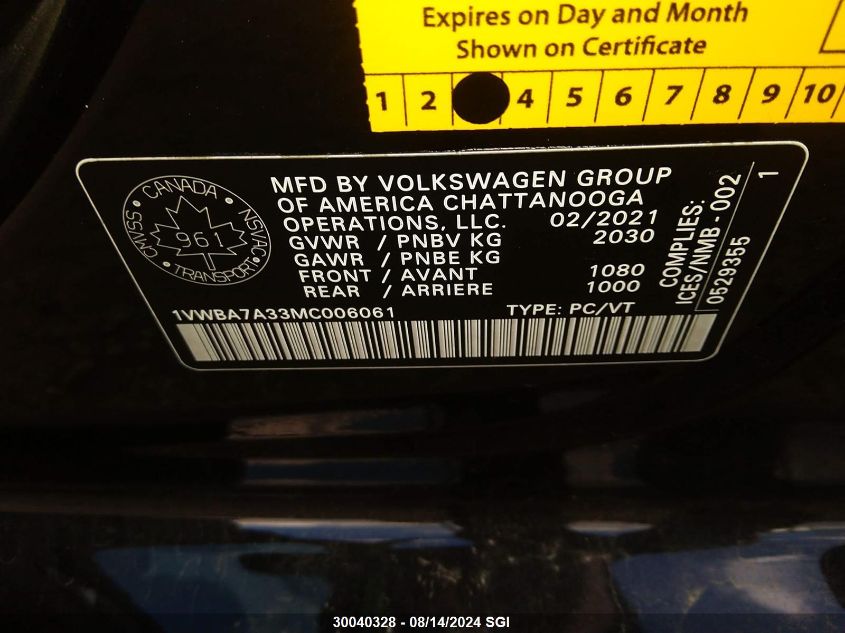 Expires on Day and Month
Shown on Certificate
1 2 4 5 6 7 8 9 10
CANADA
CMVSS NSVAC
961
TRANSPORT
MFD BY VOLKSWAGEN GROUP
OF AMERICA CHATTANOOGA
OPERATIONS, LLC. 02/2021
GVWR / PNBV KG 2030
GAWR / PNBE KG
FRONT / AVANT 1080
REAR / ARRIERE 1000
COMPLIES:
ICES/NMB-002
0529355 1
1VWBA7A33MC006061 TYPE: PC/VT
30040328 - 08/14/2024 SGI